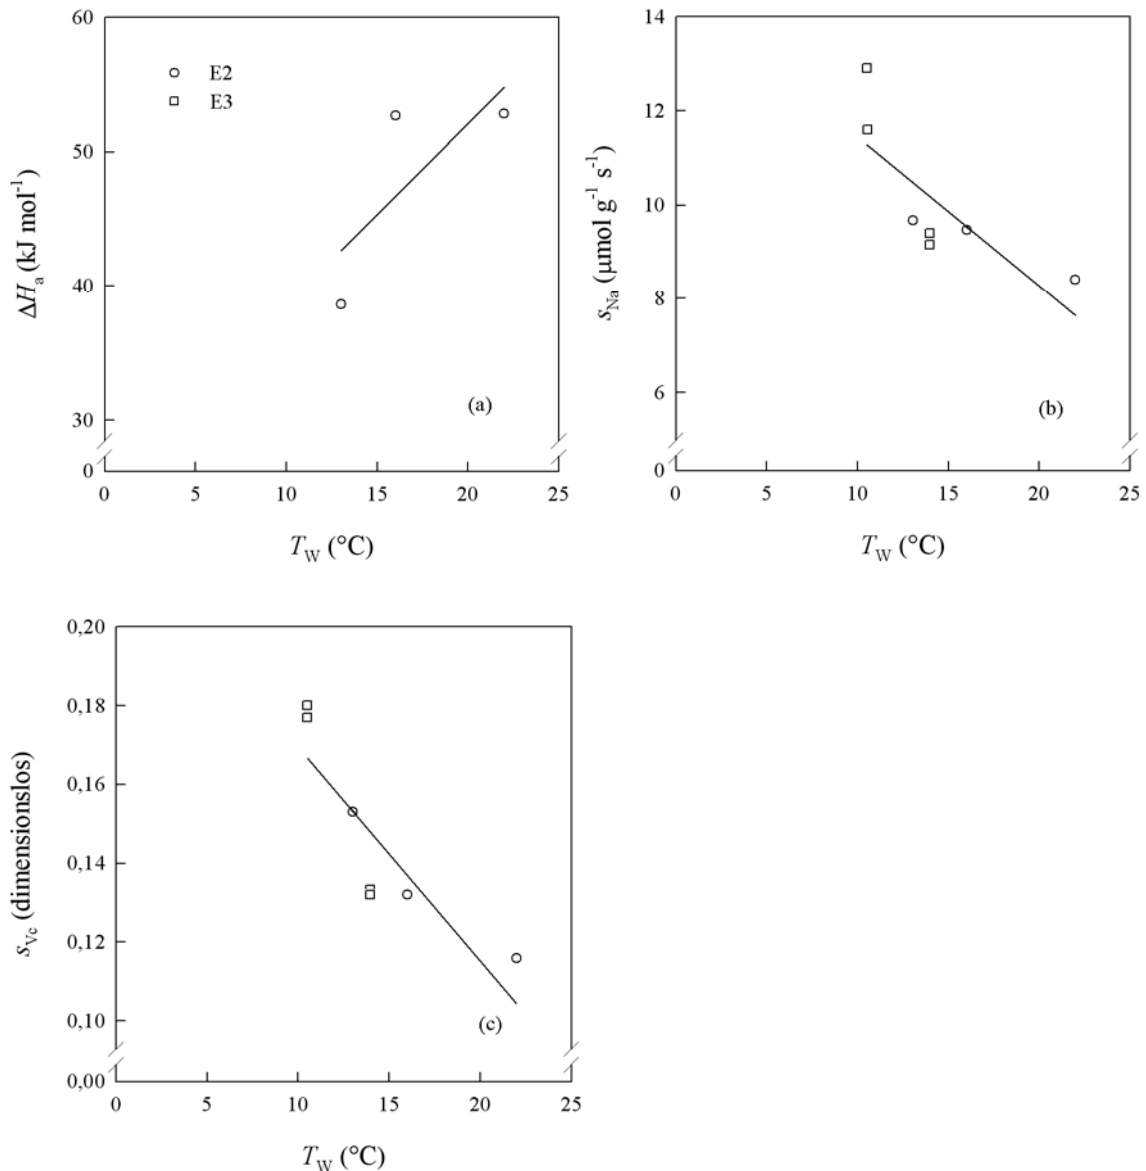 60
50
40
30
0
ΔHa (kJ mol-1)
E2
E3
(a)
0 5 10 15 20 25
TW (°C)
14
12
10
8
6
0
sNa (µmol g-1 s-1)
(b)
0 5 10 15 20 25
TW (°C)
0,20
0,18
0,16
0,14
0,12
0,10
0,00
sVc (dimensionslos)
(c)
0 5 10 15 20 25
TW (°C)